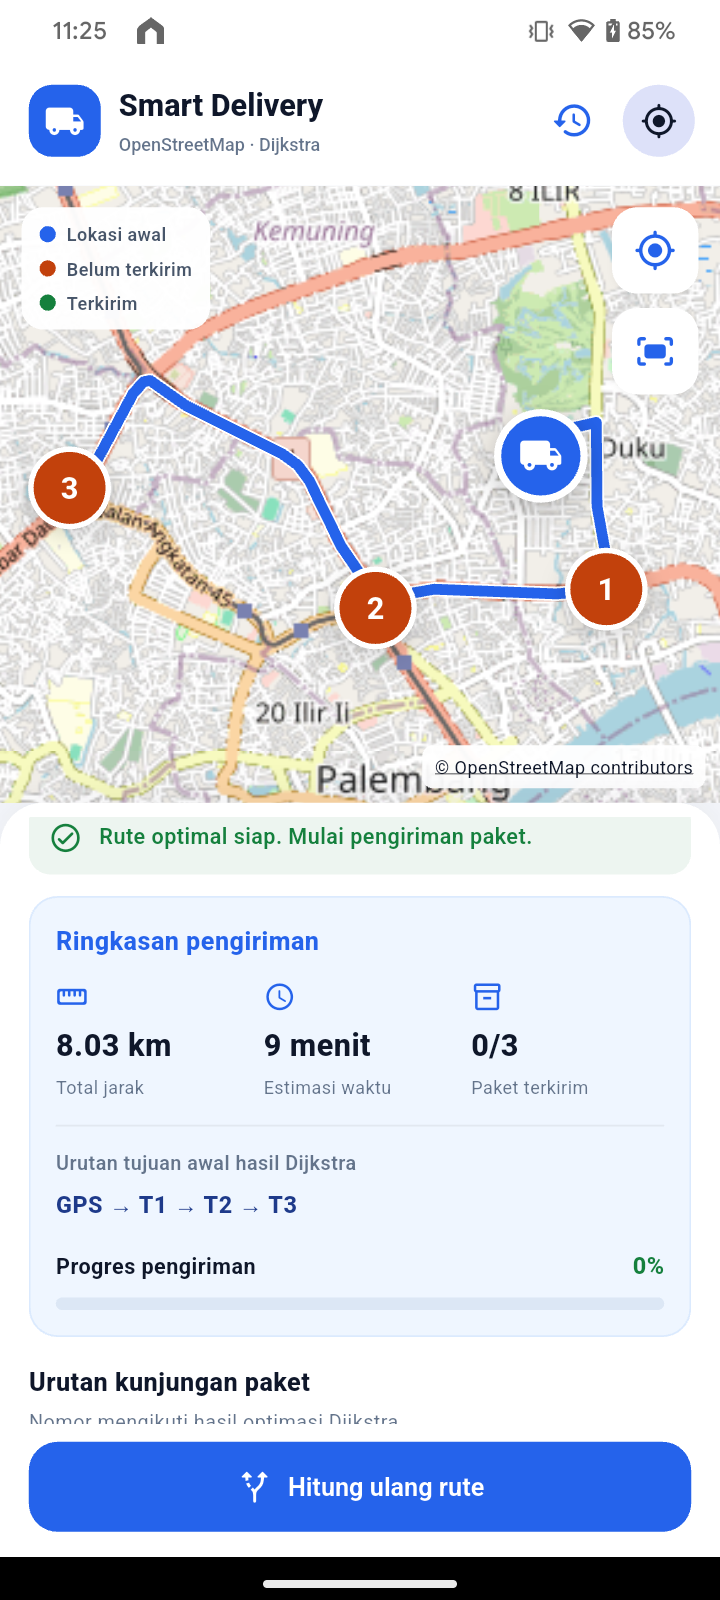 11:25
85%
Smart Delivery
OpenStreetMap · Dijkstra
8 ILIR
Kemuning
Lokasi awal
Belum terkirim
Terkirim
Duku
3
1
2
20 Ilir Ii
© OpenStreetMap contributors
Rute optimal siap. Mulai pengiriman paket.
Ringkasan pengiriman
8.03 km
9 menit
0/3
Total jarak
Estimasi waktu
Paket terkirim
Urutan tujuan awal hasil Dijkstra
GPS → T1 → T2 → T3
Progres pengiriman
0%
Urutan kunjungan paket
Nomor mengikuti hasil optimasi Dijkstra
Hitung ulang rute